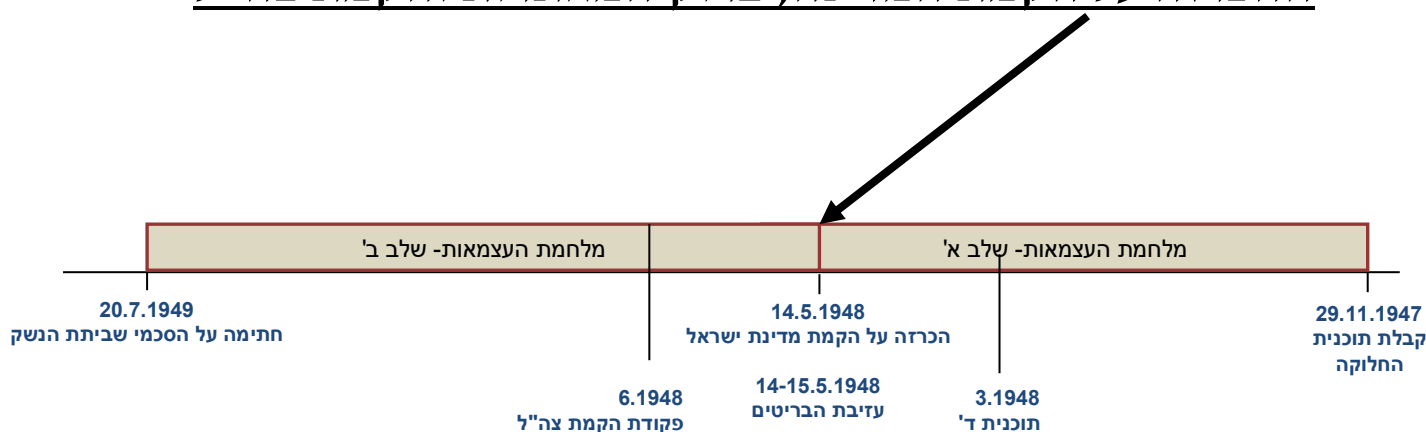 מלחמת העצמאות- שלב א'
מלחמת העצמאות- שלב ב'
29.11.1947
קבלת תוכנית
החלוקה
3.1948
תוכנית ד'
14.5.1948
הכרזה על הקמת מדינת ישראל
14-15.5.1948
עזיבת הבריטים
6.1948
פקודת הקמת צה"ל
20.7.1949
חתימה על הסכמי שביתת הנשק